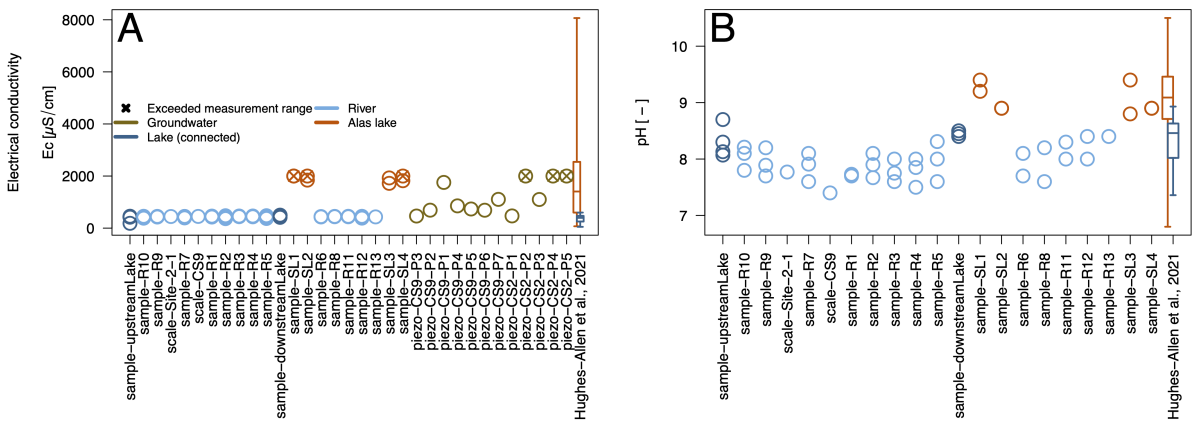 A
Electrical conductivity
Ec [µS/cm]
8000
6000
4000
2000
0
Exceeded measurement range
Groundwater
Lake (connected)
River
Alas lake
sample−upstreamLake
sample−R10
sample−R9
scale−Site−2−1
sample−R7
scale−CS9
sample−R1
sample−R2
sample−R3
sample−R4
sample−R5
sample−downstreamLake
sample−SL1
sample−SL2
sample−R6
sample−R8
sample−R11
sample−R12
sample−R13
sample−SL3
sample−SL4
piezo−CS9−P3
piezo−CS9−P2
piezo−CS9−P1
piezo−CS9−P4
piezo−CS9−P5
piezo−CS9−P6
piezo−CS9−P7
piezo−CS2−P1
piezo−CS2−P2
piezo−CS2−P3
piezo−CS2−P4
piezo−CS2−P5
Hughes−Allen et al., 2021
B
pH [−]
10
9
8
7
sample−upstreamLake
sample−R10
sample−R9
scale−Site−2−1
sample−R7
scale−CS9
sample−R1
sample−R2
sample−R3
sample−R4
sample−R5
sample−downstreamLake
sample−SL1
sample−SL2
sample−R6
sample−R8
sample−R11
sample−R12
sample−R13
sample−SL3
sample−SL4
Hughes−Allen et al., 2021